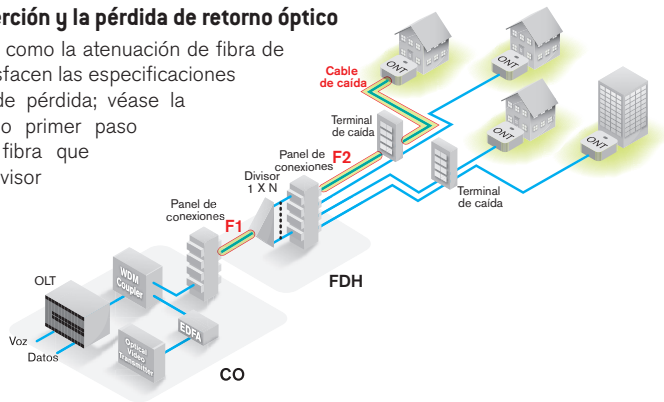 erción y la pérdida de retorno óptico
como la atenuación de fibra de
sfacen las especificaciones
de pérdida; véase la
o primer paso
fibra que
visor
Cable
de caída
ONT
ONT
ONT
ONT
Terminal
de caída
Terminal
de caída
Panel de
conexiones
F2
Divisor
1 X N
Panel de
conexiones
F1
FDH
OLT
WDM
Coupler
EDFA
Optical
Video
Transmitter
Voz
Datos
CO